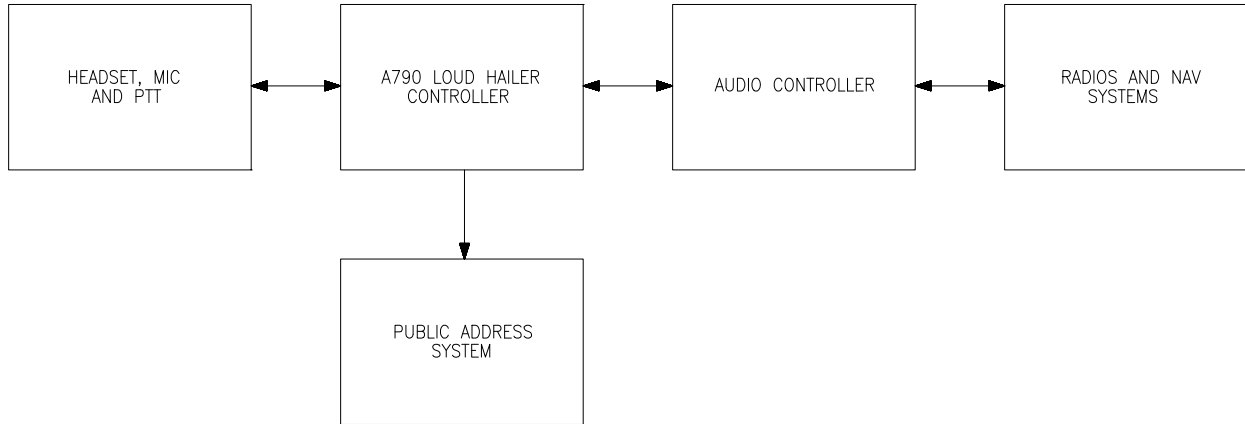 HEADSET, MIC
AND PTT
A790 LOUD HAILER
CONTROLLER
AUDIO CONTROLLER
RADIOS AND NAV
SYSTEMS
PUBLIC ADDRESS
SYSTEM